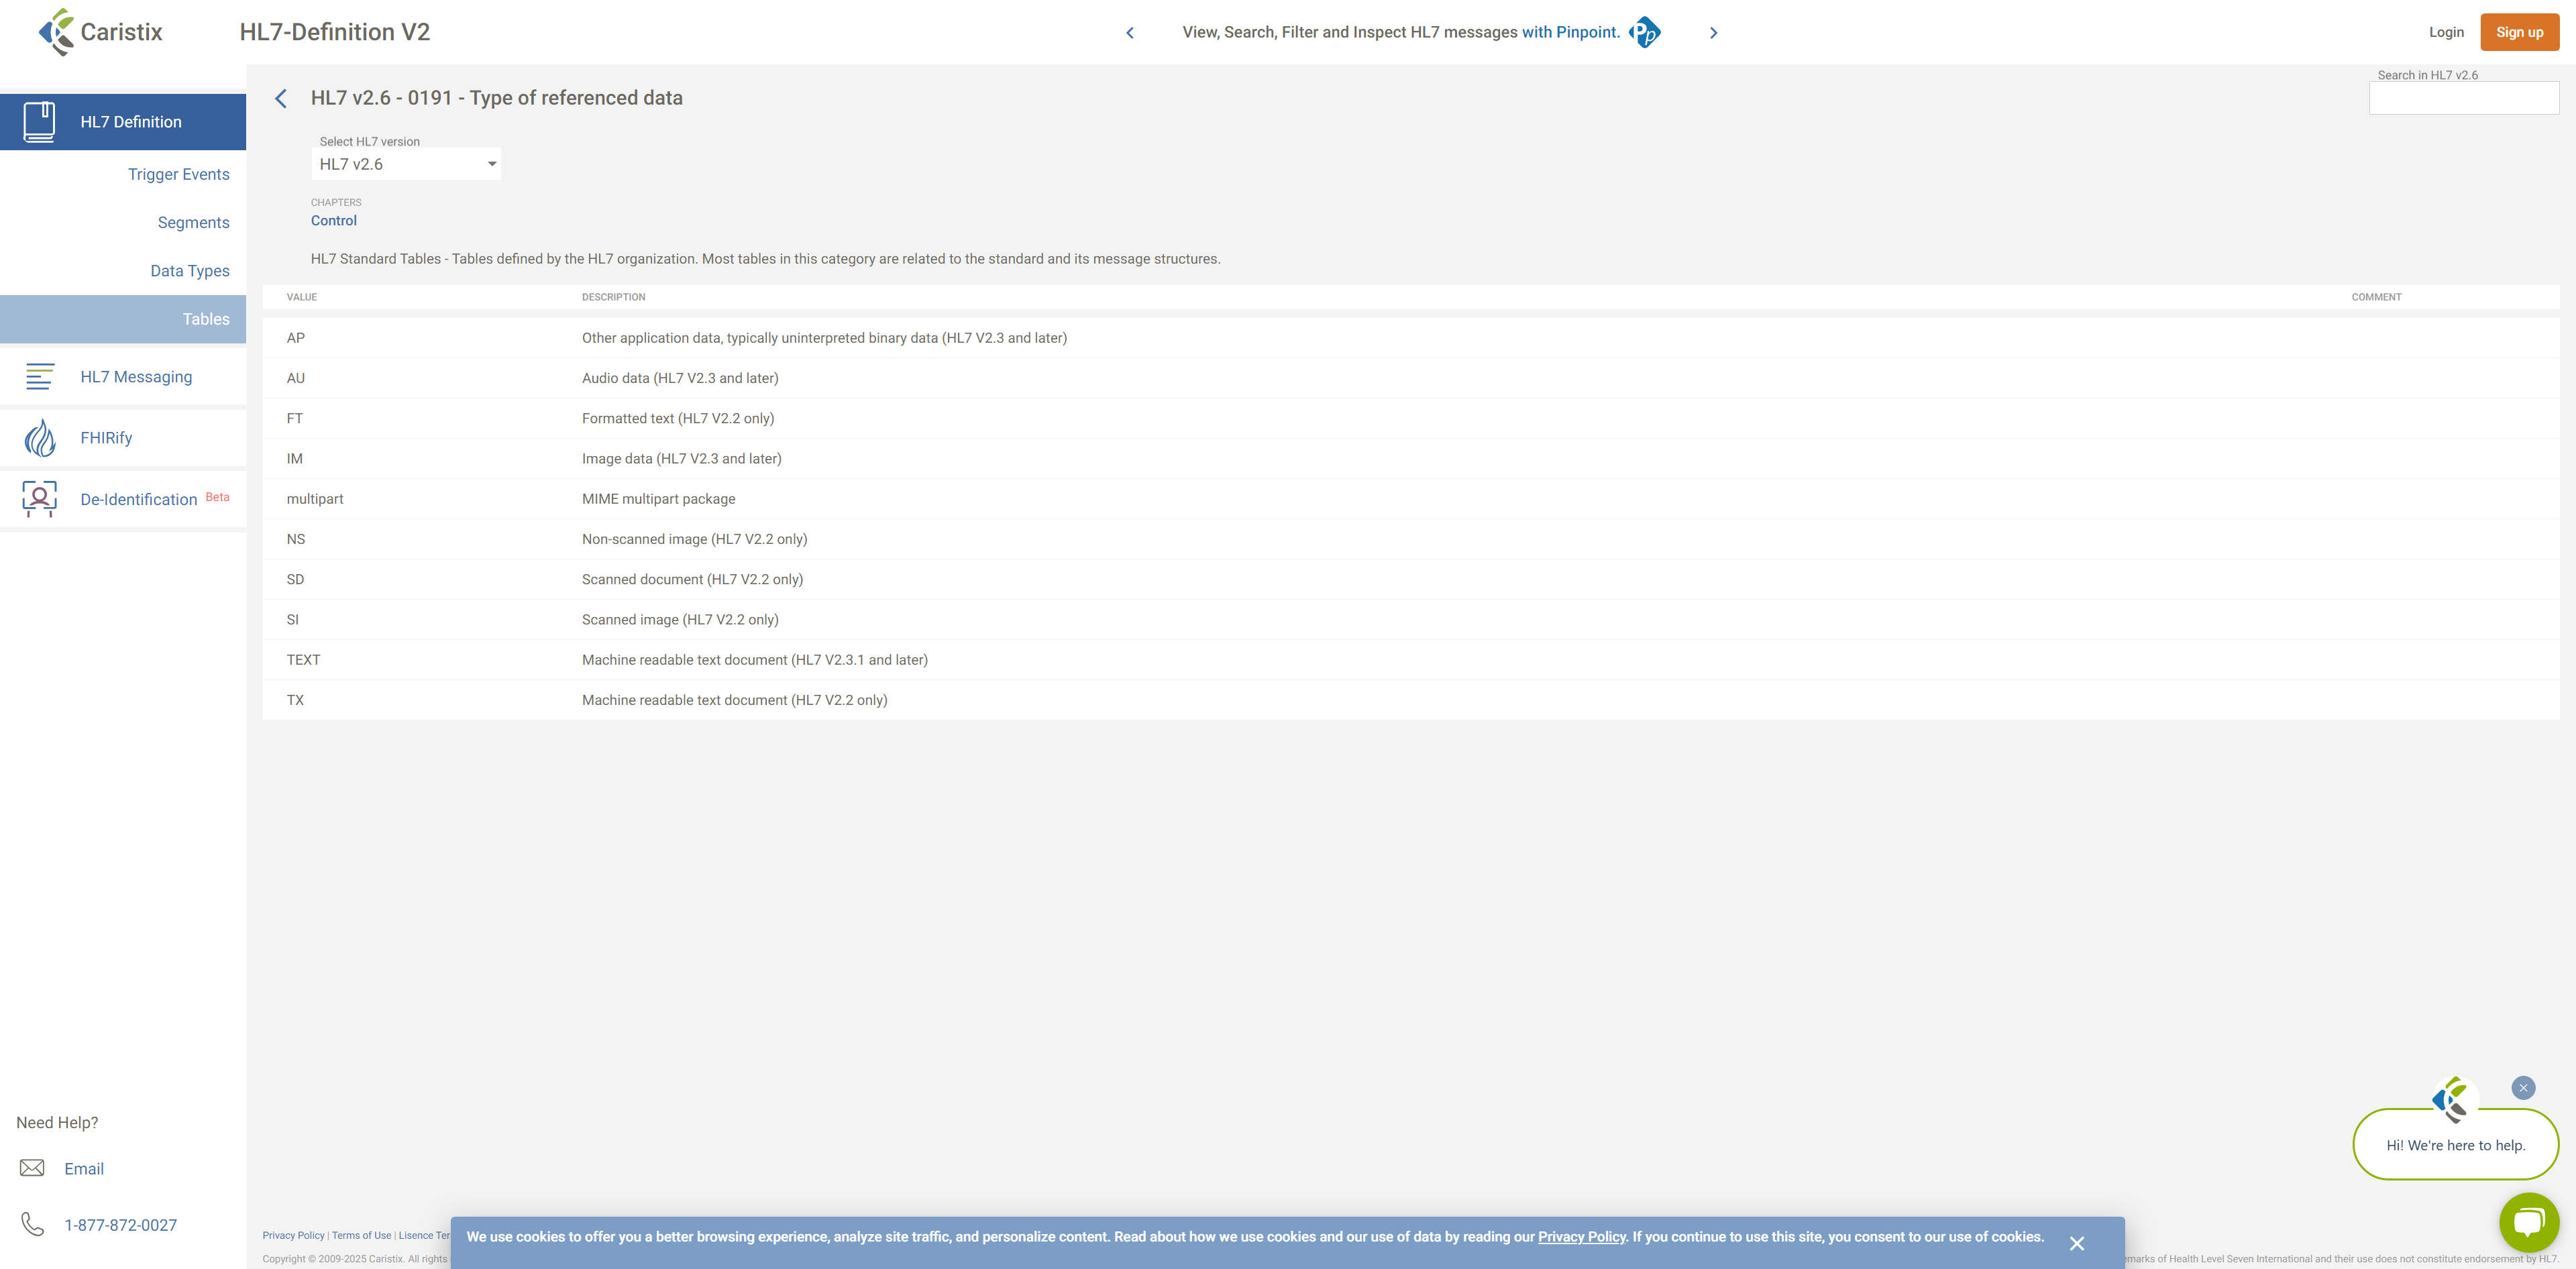 Caristix
HL7-Definition V2
View, Search, Filter and Inspect HL7 messages with Pinpoint.
Pp
Login
Sign up
HL7 Definition
Trigger Events
Segments
Data Types
Tables
HL7 Messaging
FHIRify
De-Identification Beta
Need Help?
Email
1-877-872-0027
HL7 v2.6 - 0191 - Type of referenced data
Search in HL7 v2.6
Select HL7 version
HL7 v2.6
CHAPTERS
Control
HL7 Standard Tables - Tables defined by the HL7 organization. Most tables in this category are related to the standard and its message structures.
VALUE DESCRIPTION COMMENT
AP Other application data, typically uninterpreted binary data (HL7 V2.3 and later)
AU Audio data (HL7 V2.3 and later)
FT Formatted text (HL7 V2.2 only)
IM Image data (HL7 V2.3 and later)
multipart MIME multipart package
NS Non-scanned image (HL7 V2.2 only)
SD Scanned document (HL7 V2.2 only)
SI Scanned image (HL7 V2.2 only)
TEXT Machine readable text document (HL7 V2.3.1 and later)
TX Machine readable text document (HL7 V2.2 only)
Hi! We're here to help.
Privacy Policy | Terms of Use | Lisence
We use cookies to offer you a better browsing experience, analyze site traffic, and personalize content. Read about how we use cookies and our use of data by reading our Privacy Policy. If you continue to use this site, you consent to our use of cookies.
Copyright © 2009-2025 Caristix. All rights
of Health Level Seven International and their use does not constitute endorsement by HL7.